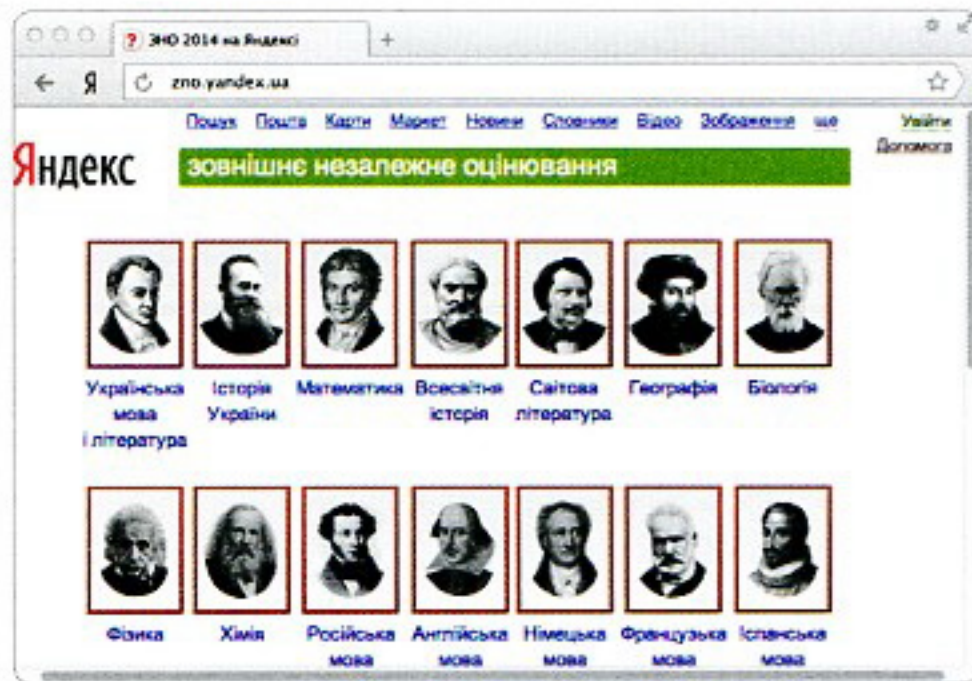 ? ЗНО 2014 на Яндексі +
← Я zno.yandex.ua
Пошук Пошта Карти Маркет Новини Словники Відео Зображення ще Увійти
Допомога
Яндекс зовнішнє незалежне оцінювання
Українська мова і література
Історія України
Математика
Всесвітня історія
Світова література
Географія
Біологія
Фізика
Хімія
Російська мова
Англійська мова
Німецька мова
Французька мова
Іспанська мова